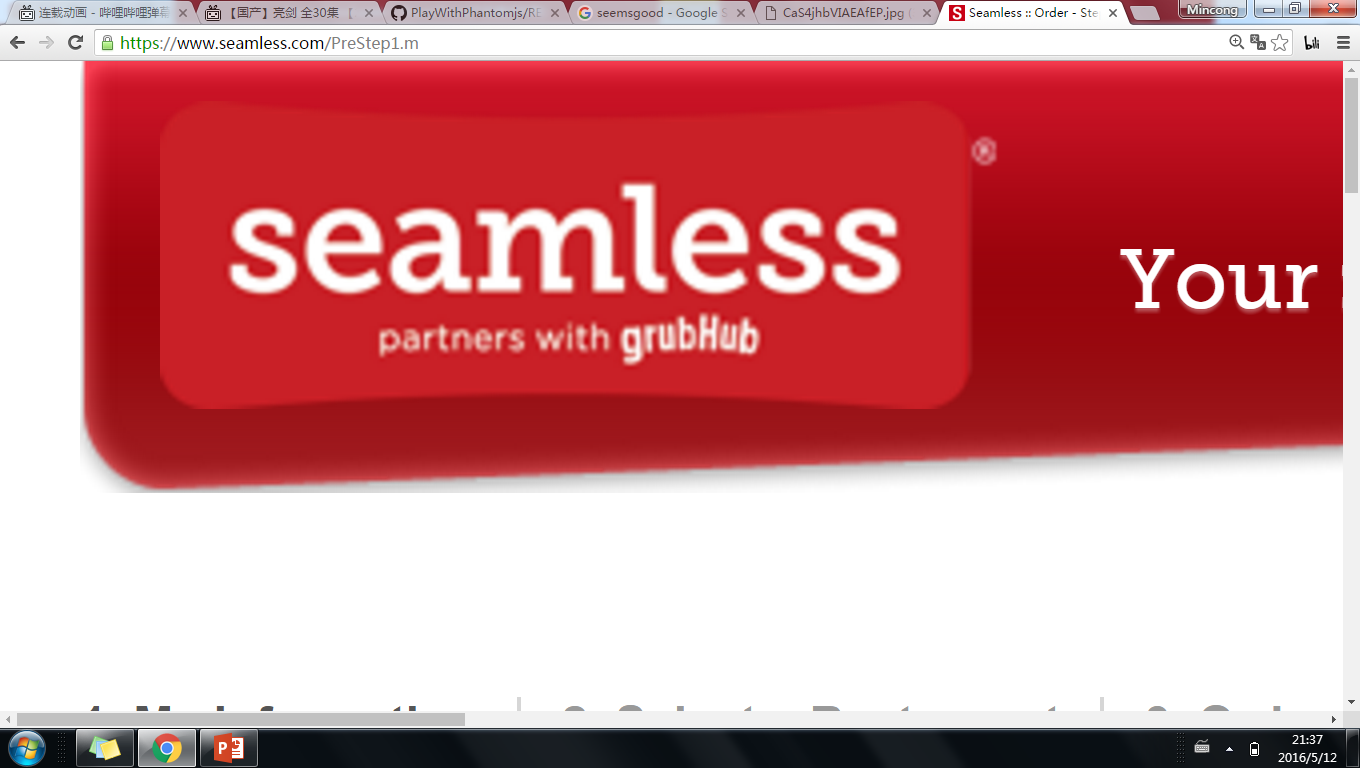 连载动画 - 哔哩哔哩弹幕
【国产】亮剑 全30集 【
PlayWithPhantomjs/RE
seemsgood - Google S
CaS4jhbVIAEAfEP.jpg (
Seamless :: Order - Ste
Mincong
https://www.seamless.com/PreStep1.m
bili
seamless
®
partners with grubHub
Your
21:37
2016/5/12